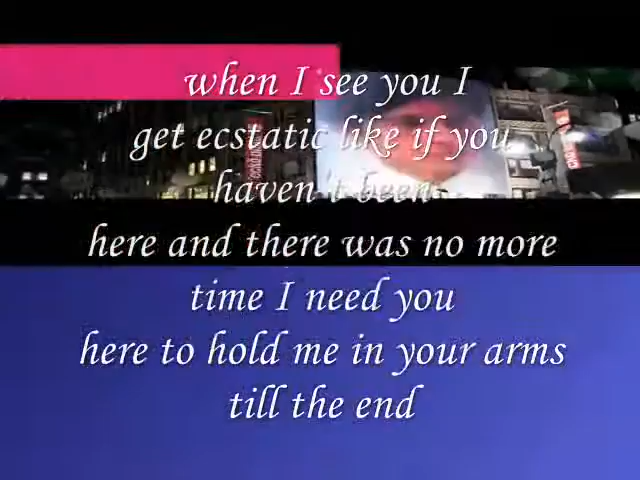 when I see you I
get ecstatic like if you
haven't been
here and there was no more
time I need you
here to hold me in your arms
till the end